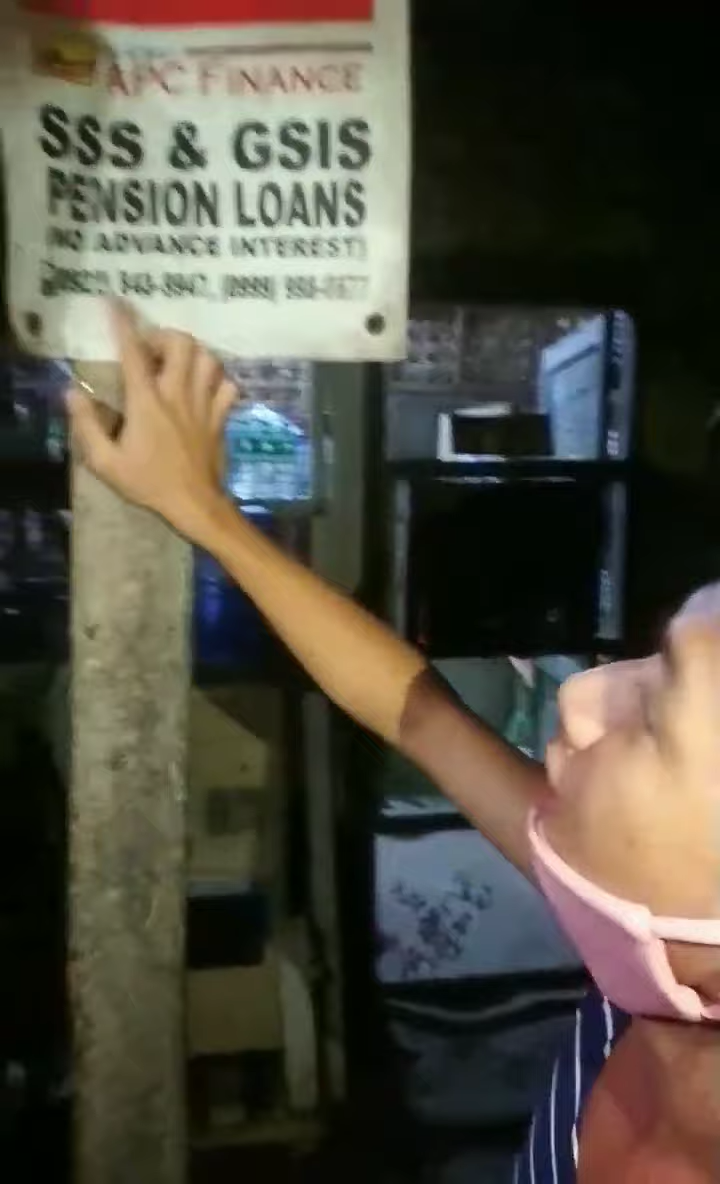 APC FINANCE
SSS & GSIS
PENSION LOANS
(NO ADVANCE INTEREST)